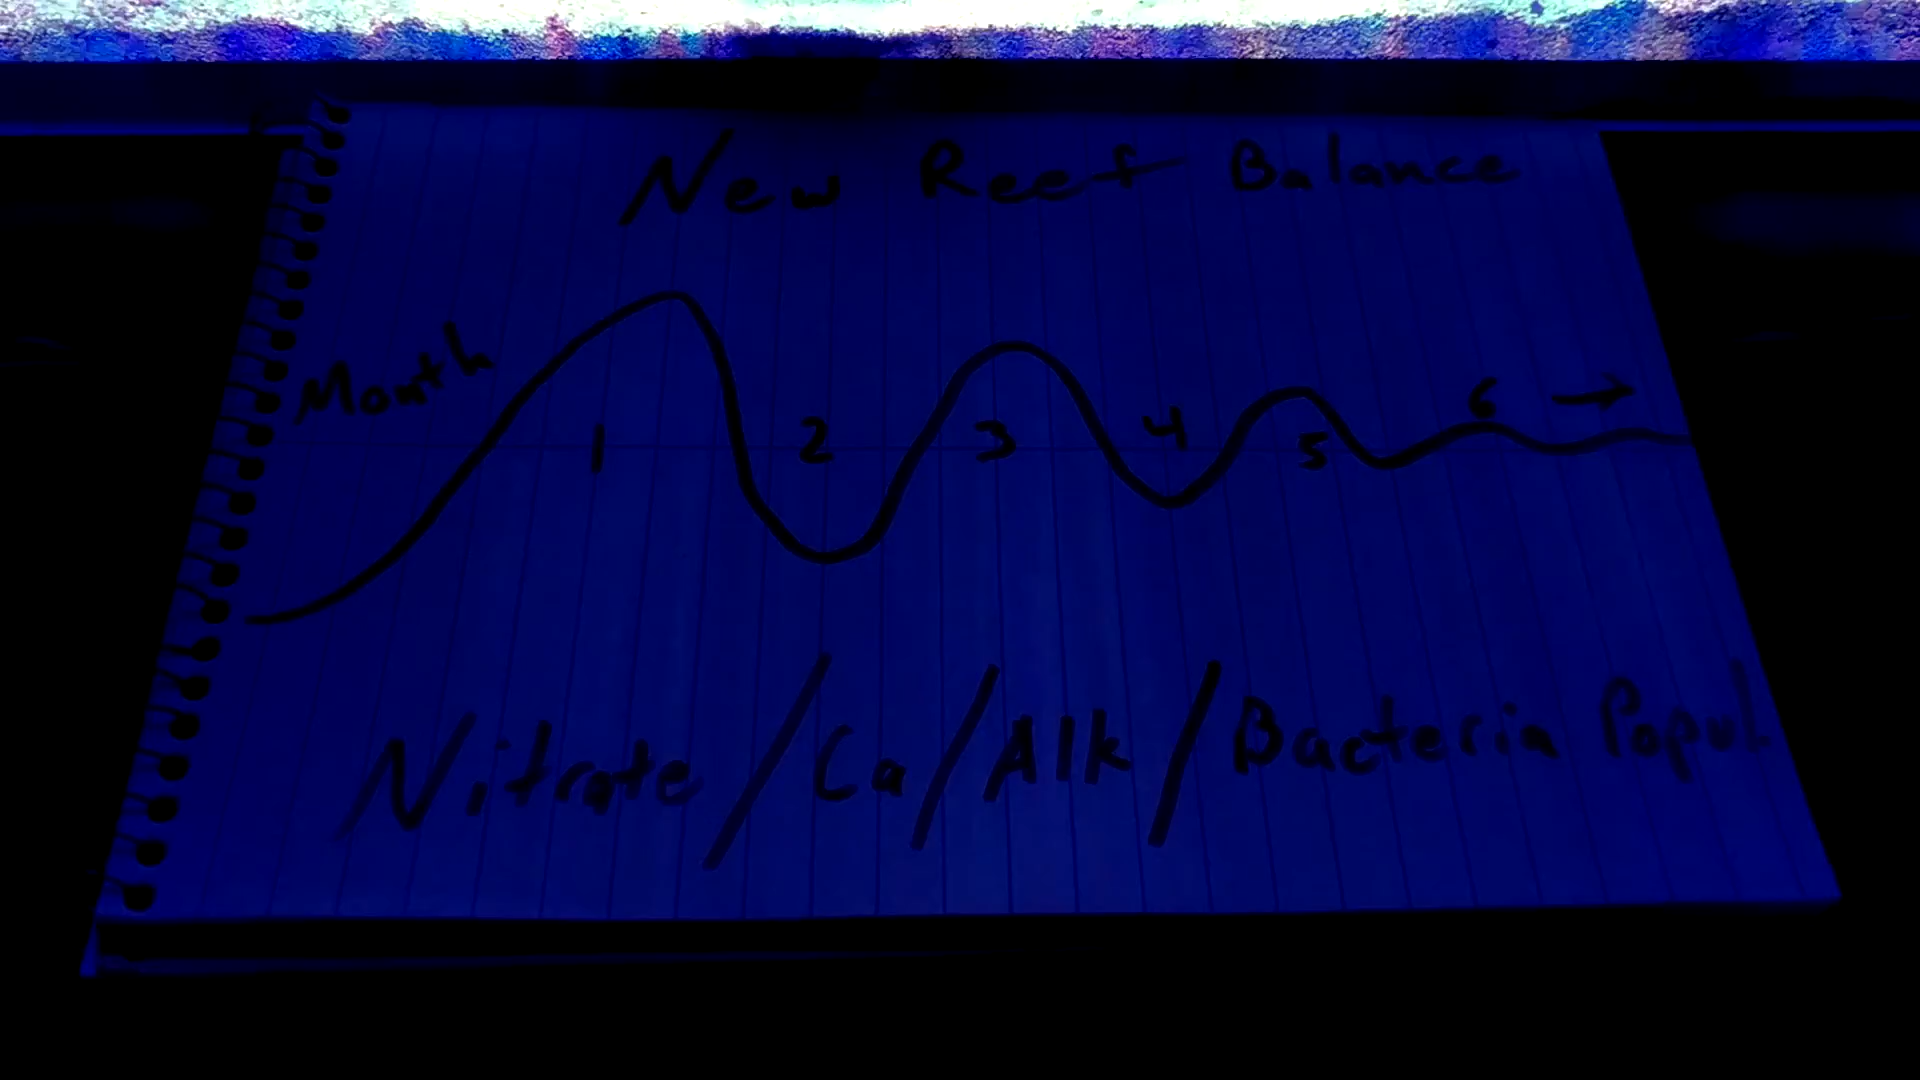 New Reef Balance
Month
1 2 3 4 5 6 →
Nitrate / Ca / Alk / Bacteria Popul.